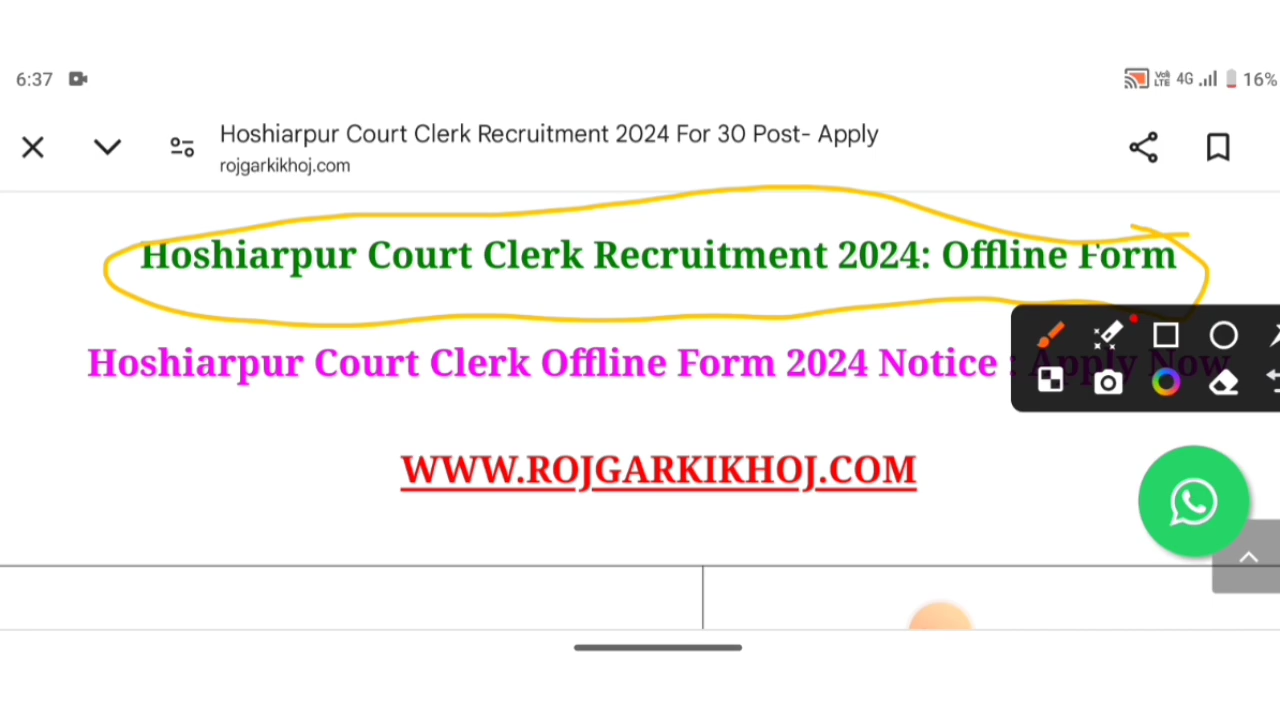 6:37
VoLTE 4G 16%
Hoshiarpur Court Clerk Recruitment 2024 For 30 Post- Apply
rojgarkikhoj.com
Hoshiarpur Court Clerk Recruitment 2024: Offline Form
Hoshiarpur Court Clerk Offline Form 2024 Notice : Apply Now
WWW.ROJGARKIKHOJ.COM